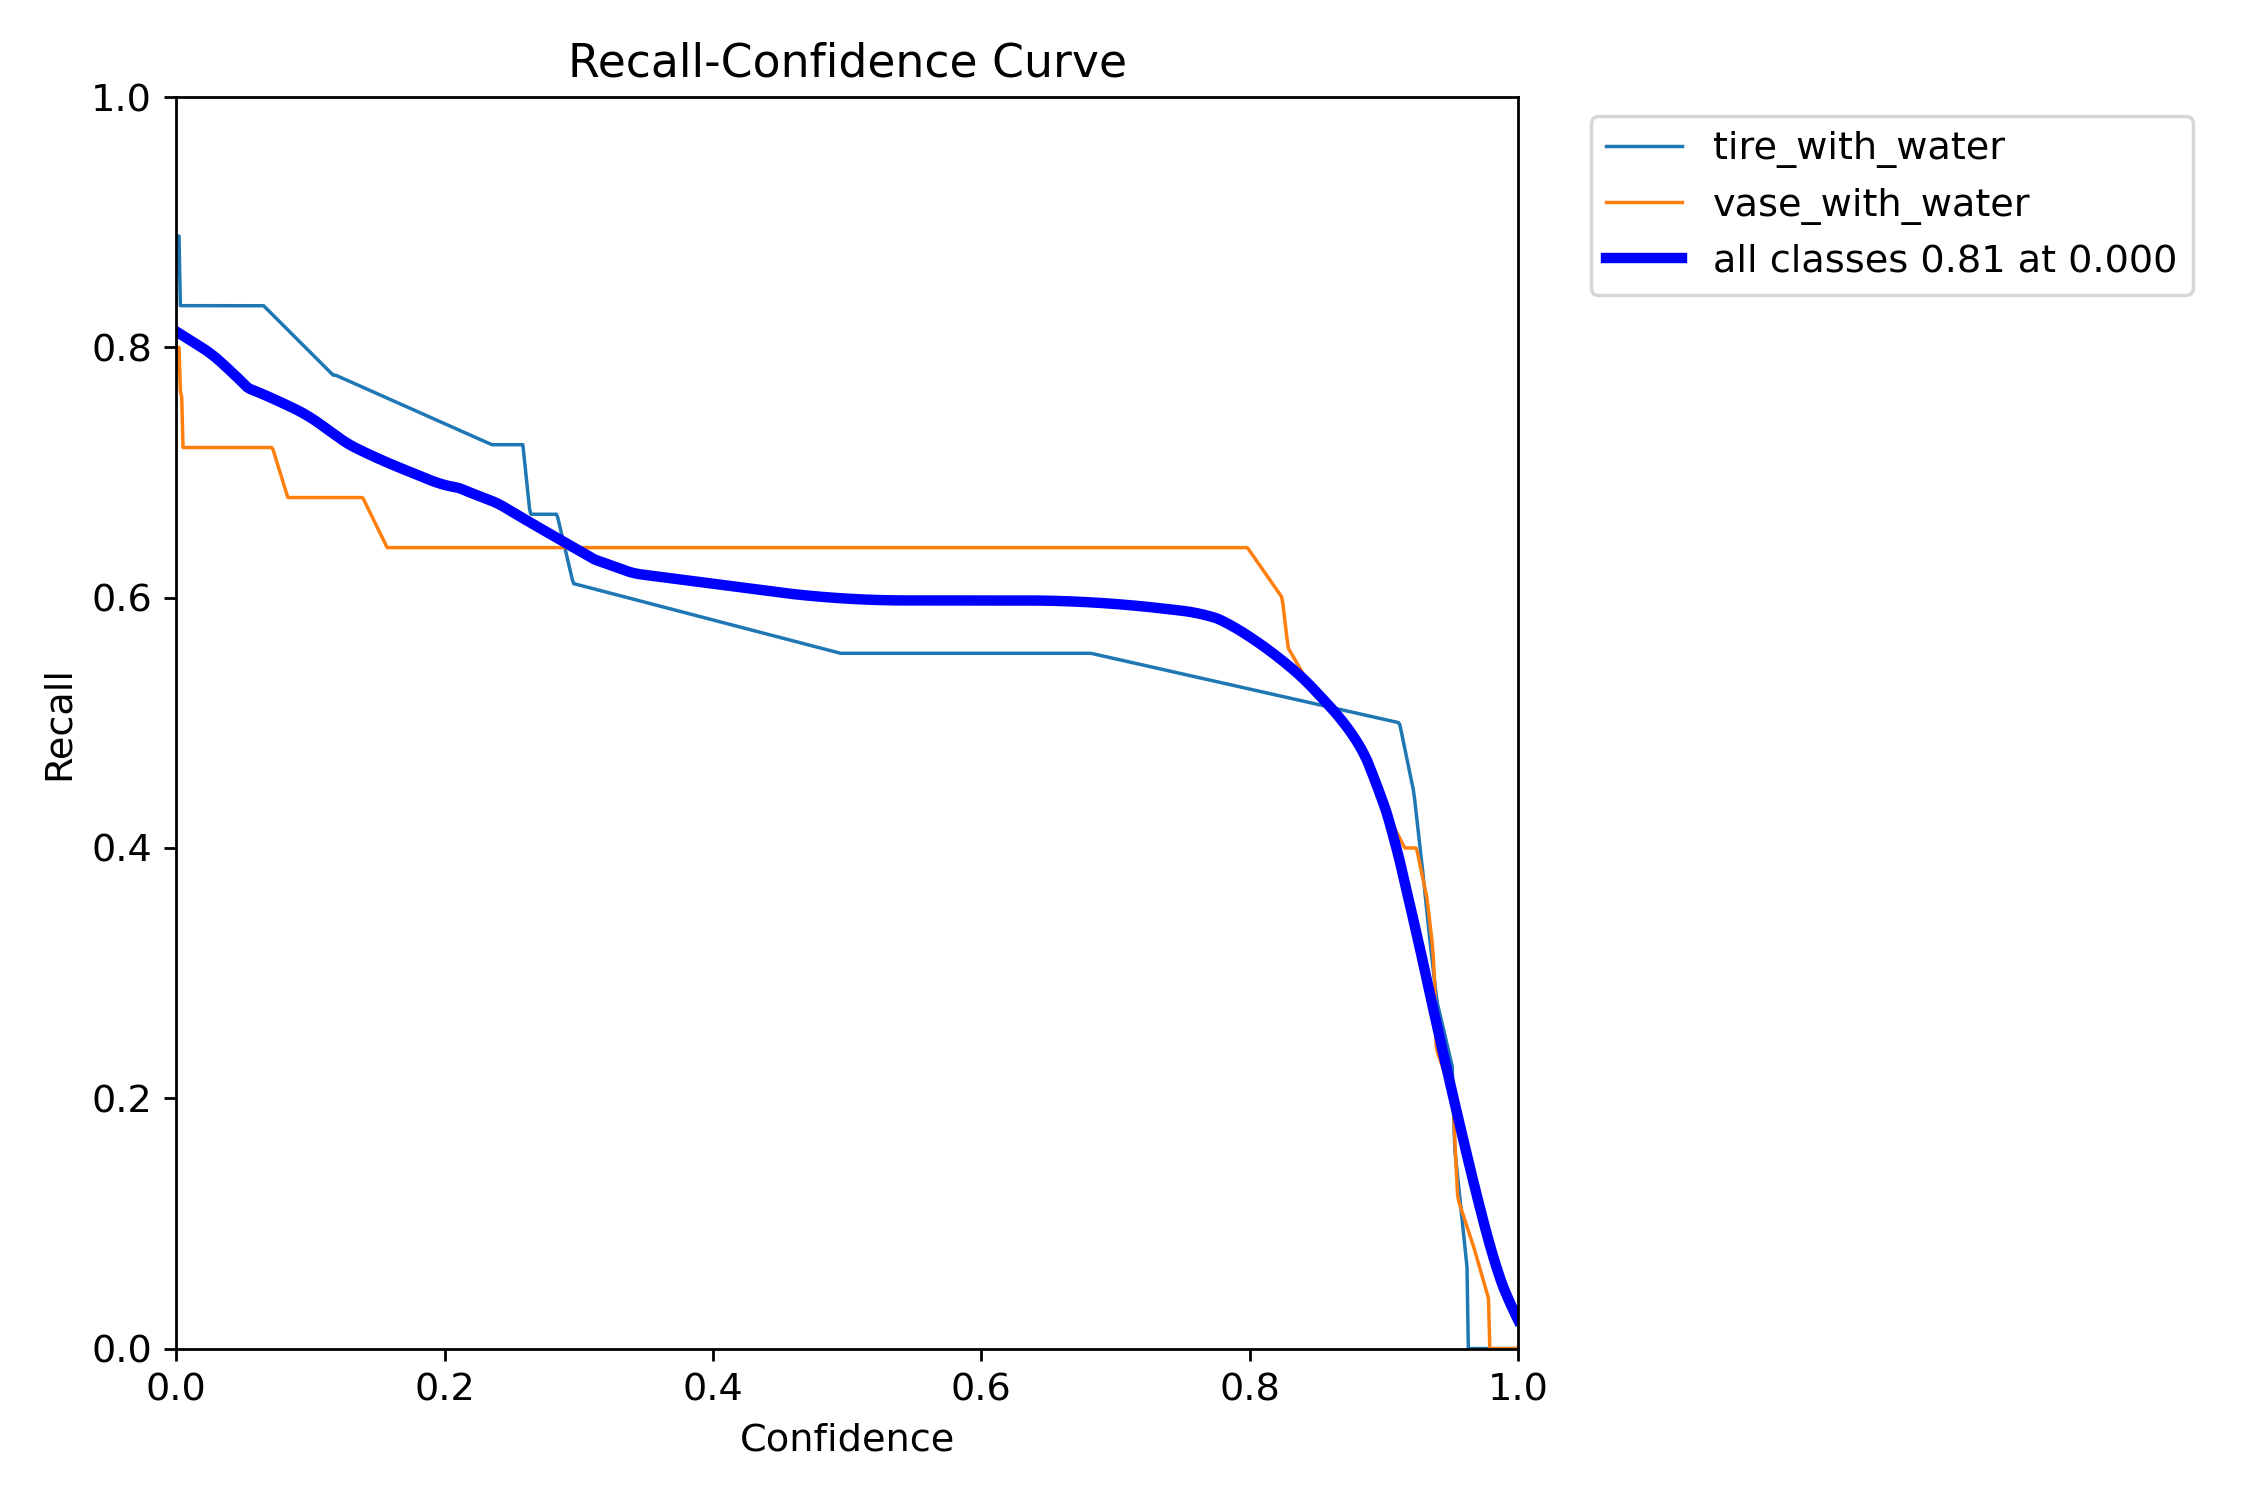 Recall-Confidence Curve
1.0
0.8
0.6
0.4
0.2
0.0
Recall
0.0 0.2 0.4 0.6 0.8 1.0
Confidence
tire_with_water
vase_with_water
all classes 0.81 at 0.000